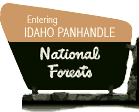 Entering
IDAHO PANHANDLE
National
Forests